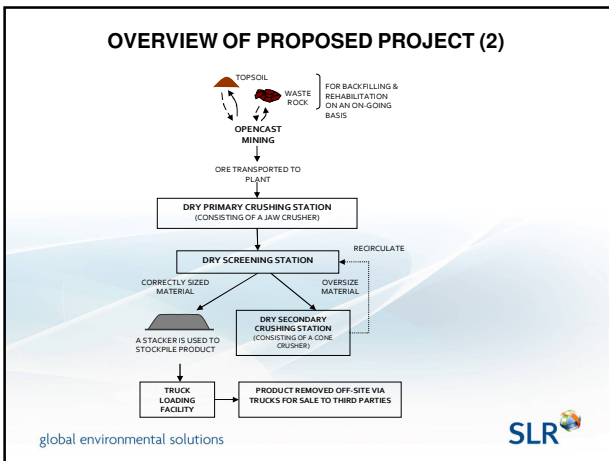 OVERVIEW OF PROPOSED PROJECT (2)
TOPSOIL
WASTE
ROCK
FOR BACKFILLING &
REHABILITATION
ON AN ON-GOING
BASIS
OPENCAST
MINING
ORE TRANSPORTED TO
PLANT
DRY PRIMARY CRUSHING STATION
(CONSISTING OF A JAW CRUSHER)
RECIRCULATE
DRY SCREENING STATION
CORRECTLY SIZED
MATERIAL
OVERSIZE
MATERIAL
DRY SECONDARY
CRUSHING STATION
(CONSISTING OF A CONE
CRUSHER)
A STACKER IS USED TO
STOCKPILE PRODUCT
TRUCK
LOADING
FACILITY
PRODUCT REMOVED OFF-SITE VIA
TRUCKS FOR SALE TO THIRD PARTIES
global environmental solutions
SLR